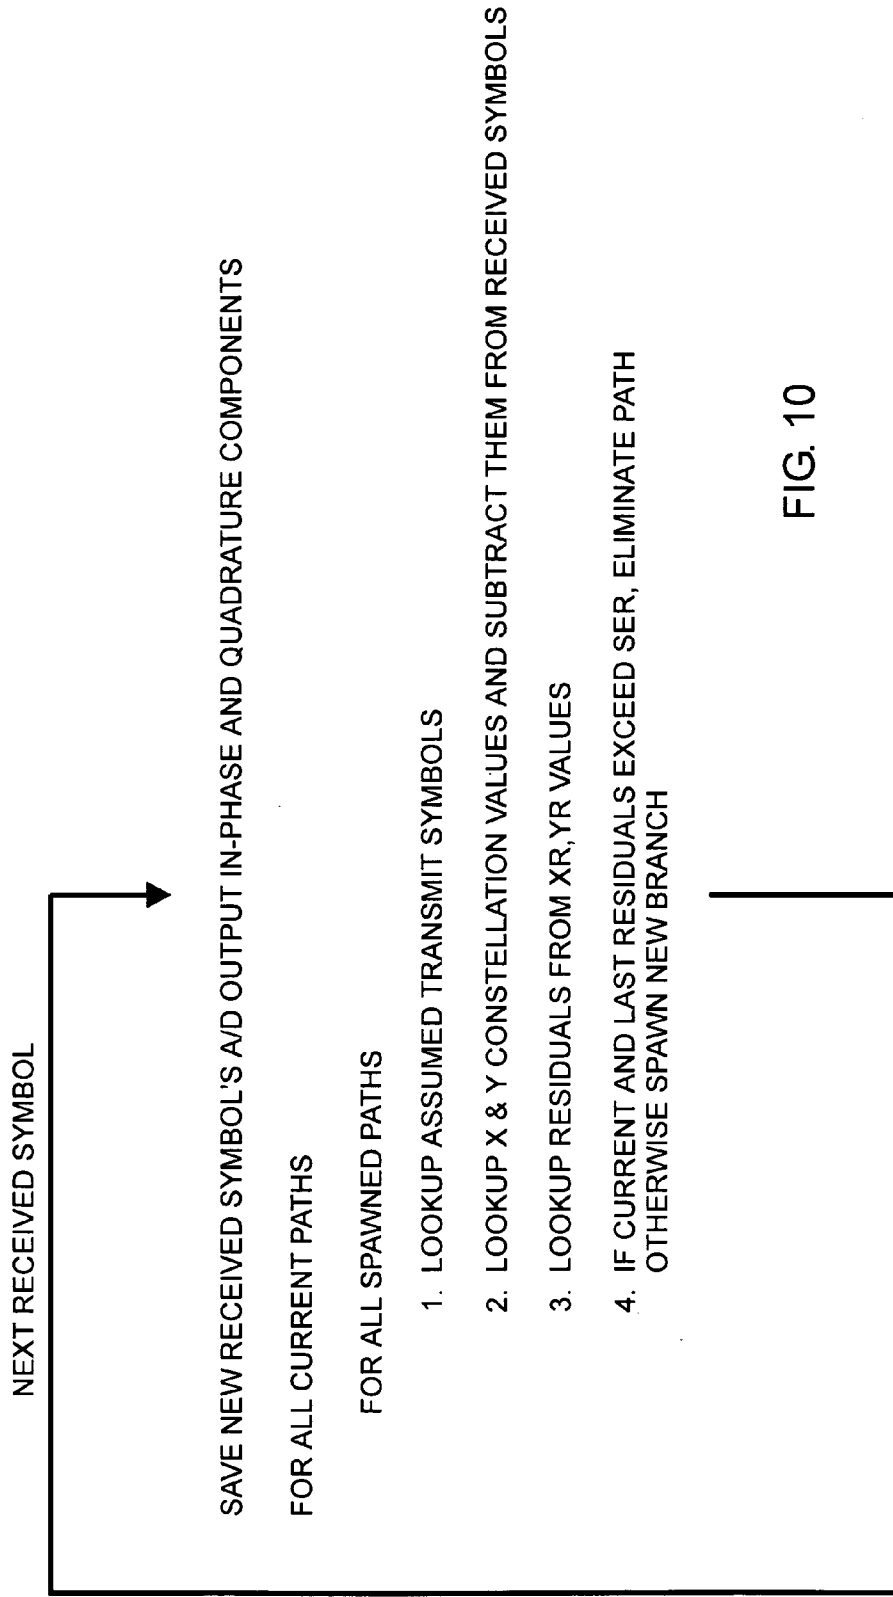 NEXT RECEIVED SYMBOL
SAVE NEW RECEIVED SYMBOL'S A/D OUTPUT IN-PHASE AND QUADRATURE COMPONENTS
FOR ALL CURRENT PATHS
FOR ALL SPAWNED PATHS
1. LOOKUP ASSUMED TRANSMIT SYMBOLS
2. LOOKUP X & Y CONSTELLATION VALUES AND SUBTRACT THEM FROM RECEIVED SYMBOLS
3. LOOKUP RESIDUALS FROM XR,YR VALUES
4. IF CURRENT AND LAST RESIDUALS EXCEED SER, ELIMINATE PATH
OTHERWISE SPAWN NEW BRANCH
FIG. 10